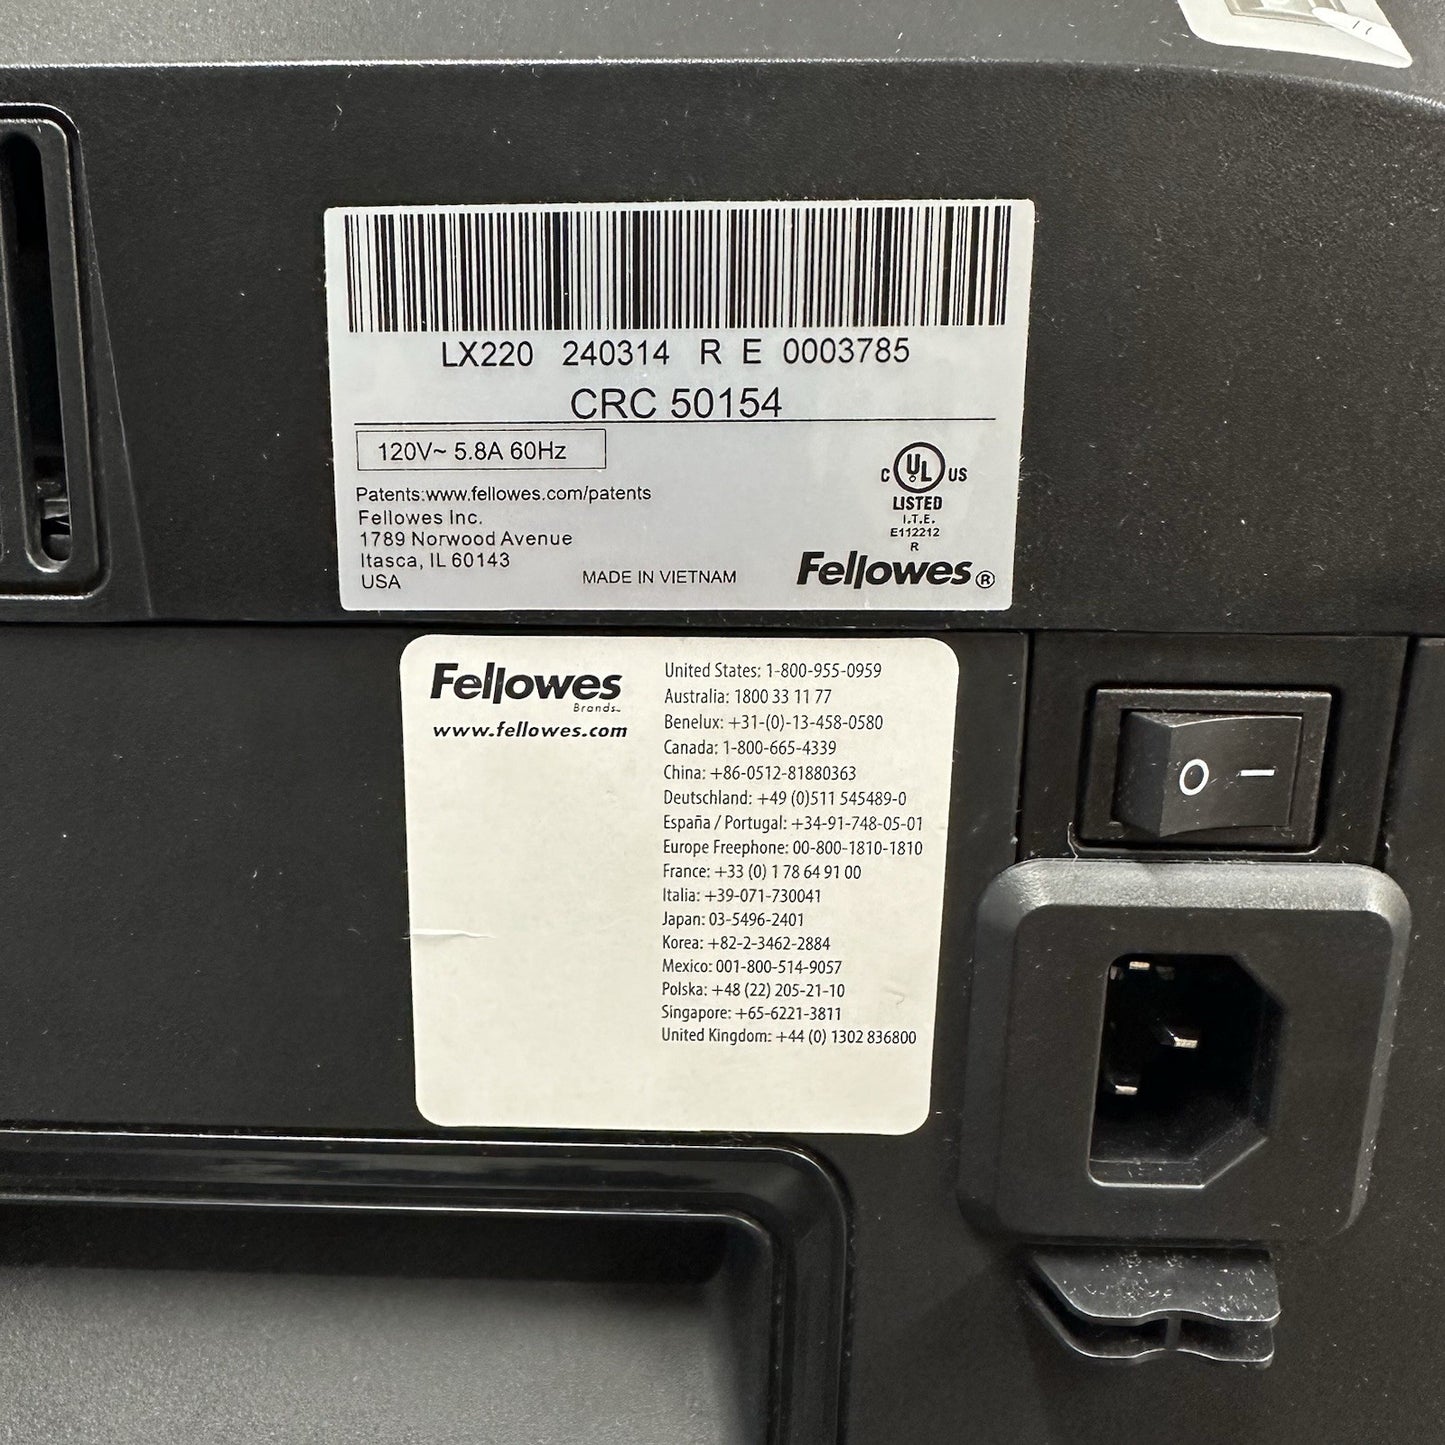 LX220 240314 R E 0003785
CRC 50154
120V~ 5.8A 60Hz
Patents:www.fellowes.com/patents
Fellowes Inc.
1789 Norwood Avenue
Itasca, IL 60143
USA
MADE IN VIETNAM
C UL US
LISTED
I.T.E.
E112212
R
Fellowes®
Fellowes
Brands™
www.fellowes.com
United States: 1-800-955-0959
Australia: 1800 33 11 77
Benelux: +31-(0)-13-458-0580
Canada: 1-800-665-4339
China: +86-0512-81880363
Deutschland: +49 (0)511 545489-0
España / Portugal: +34-91-748-05-01
Europe Freephone: 00-800-1810-1810
France: +33 (0) 1 78 64 91 00
Italia: +39-071-730041
Japan: 03-5496-2401
Korea: +82-2-3462-2884
Mexico: 001-800-514-9057
Polska: +48 (22) 205-21-10
Singapore: +65-6221-3811
United Kingdom: +44 (0) 1302 836800
O –